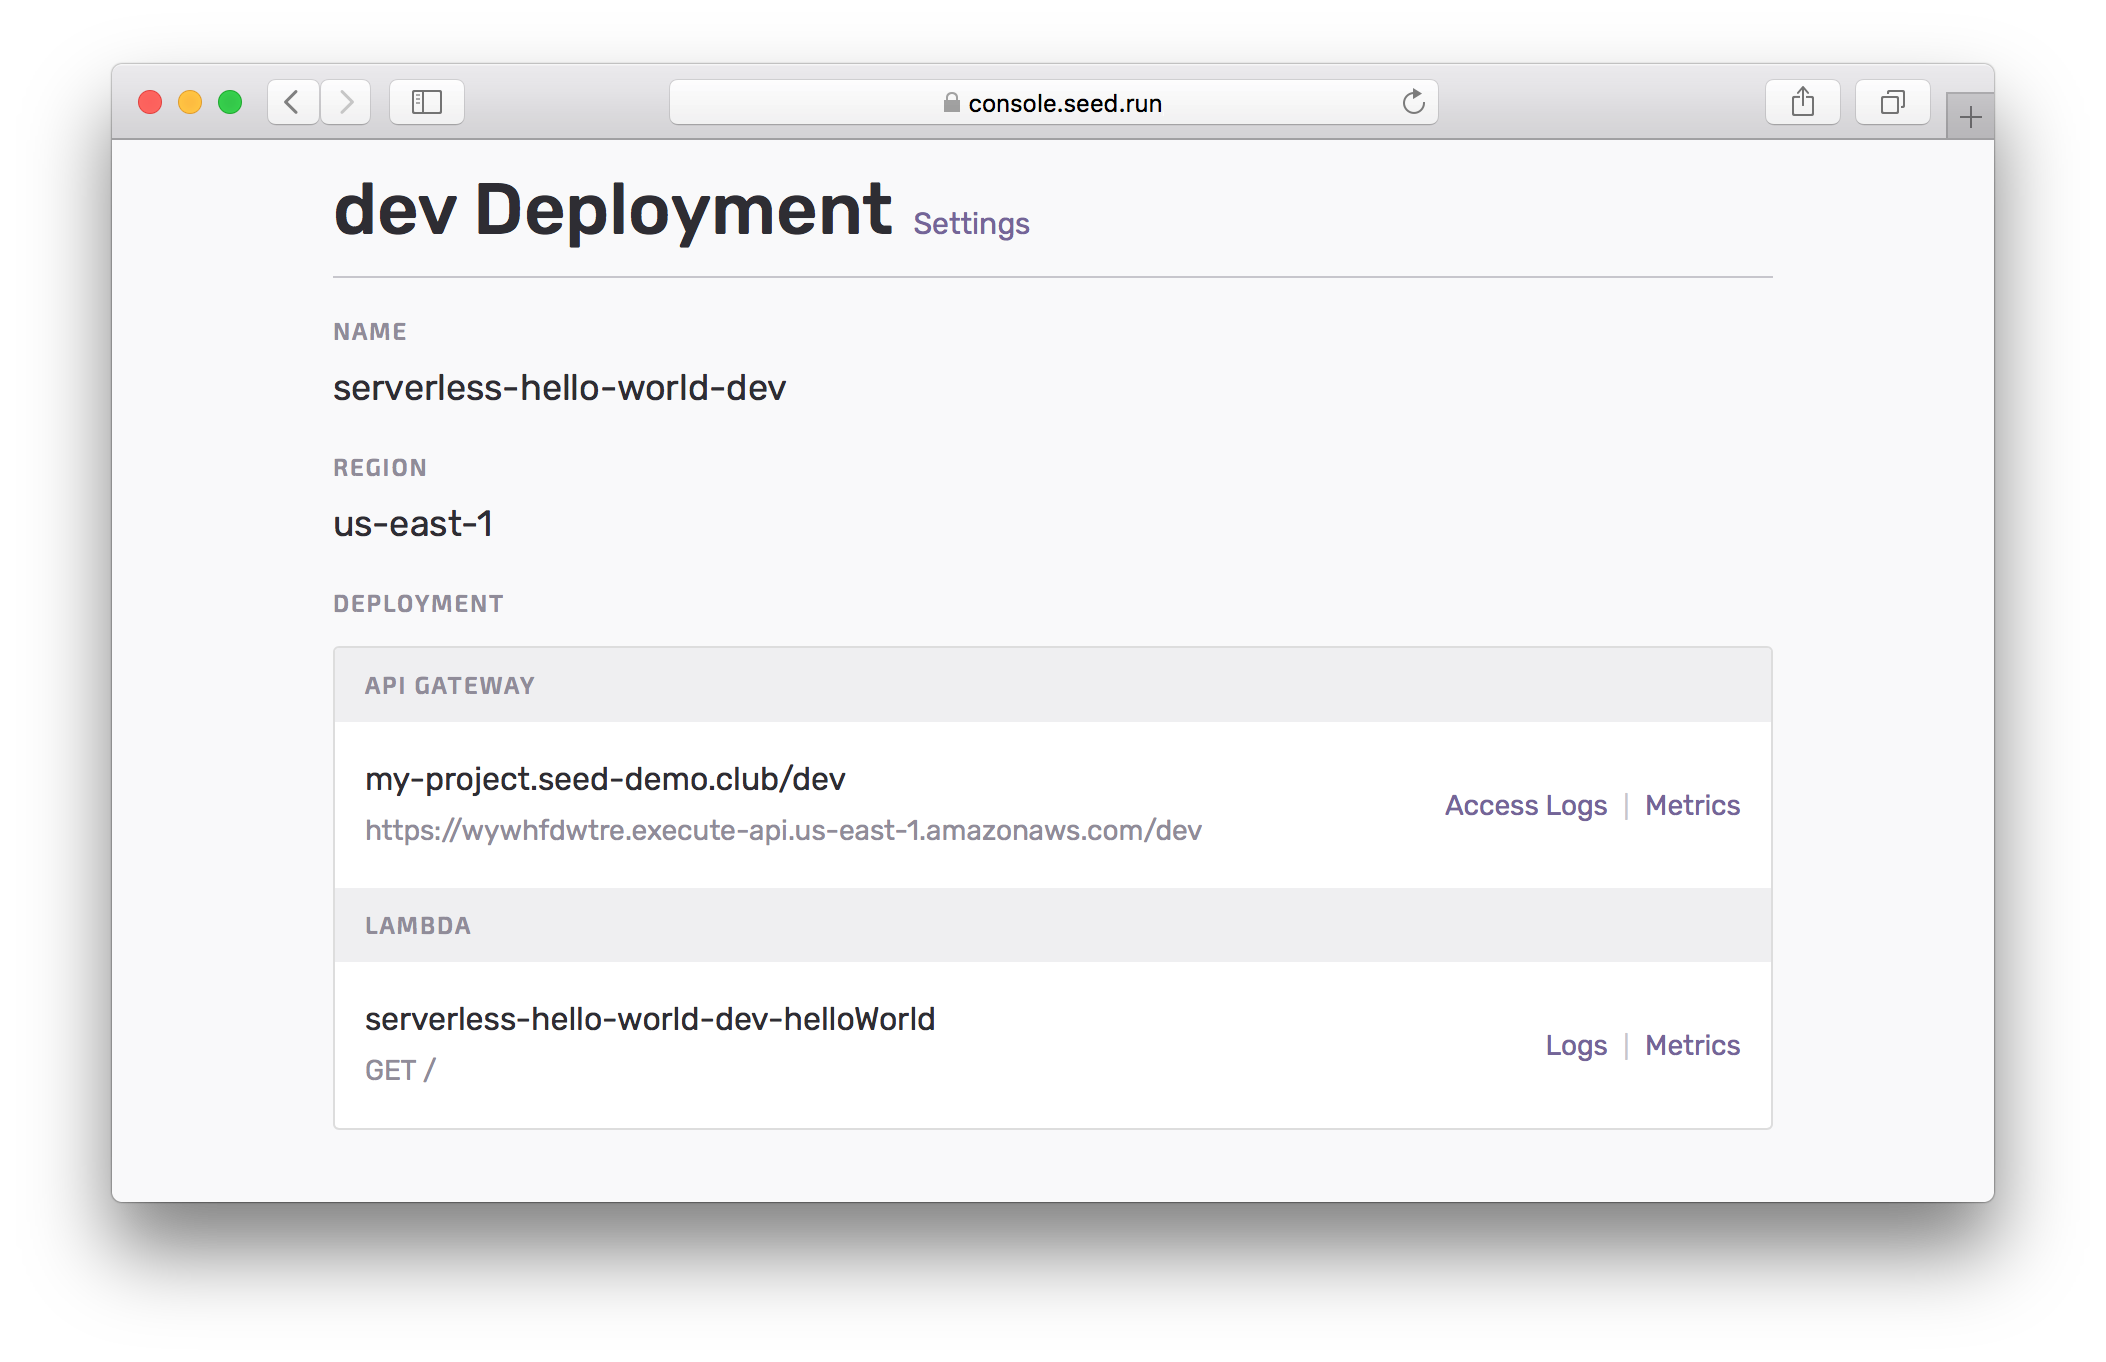 console.seed.run
dev Deployment Settings
NAME
serverless-hello-world-dev
REGION
us-east-1
DEPLOYMENT
API GATEWAY
my-project.seed-demo.club/dev
https://wywhfdwtre.execute-api.us-east-1.amazonaws.com/dev
Access Logs | Metrics
LAMBDA
serverless-hello-world-dev-helloWorld
GET /
Logs | Metrics